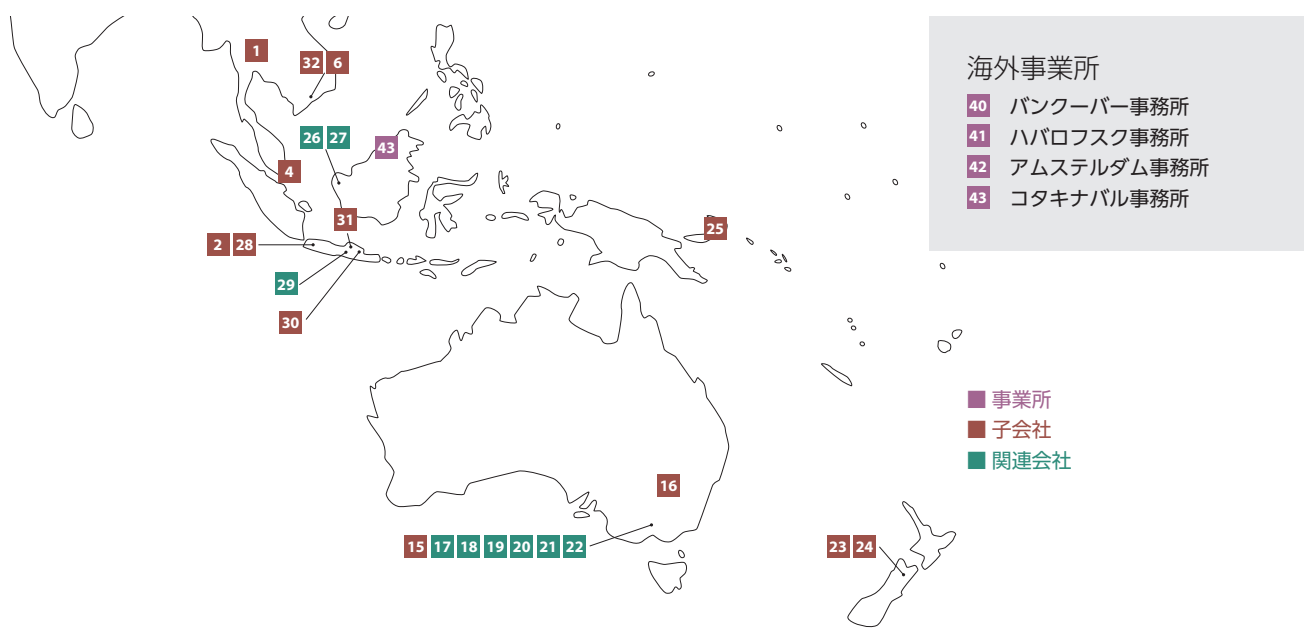 1
32 6
26 27
43
4
31
2 28
25
29
30
16
15 17 18 19 20 21 22
23 24
海外事業所
40 バンクーバー事務所
41 ハバロフスク事務所
42 アムステルダム事務所
43 コタキナバル事務所
事業所
子会社
関連会社